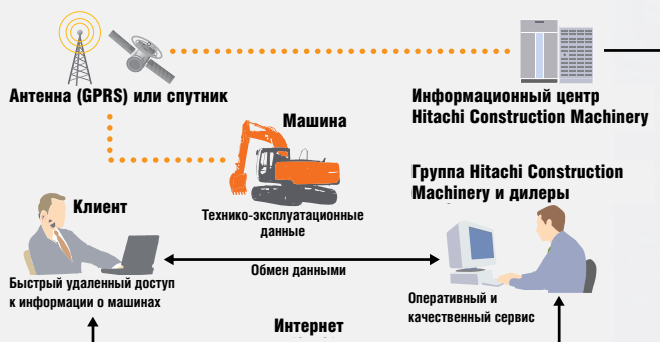 Антенна (GPRS) или спутник
Информационный центр
Hitachi Construction Machinery
Машина
Группа Hitachi Construction
Machinery и дилеры
Клиент
Технико-эксплуатационные
данные
Обмен данными
Быстрый удаленный доступ
к информации о машинах
Оперативный и
качественный сервис
Интернет